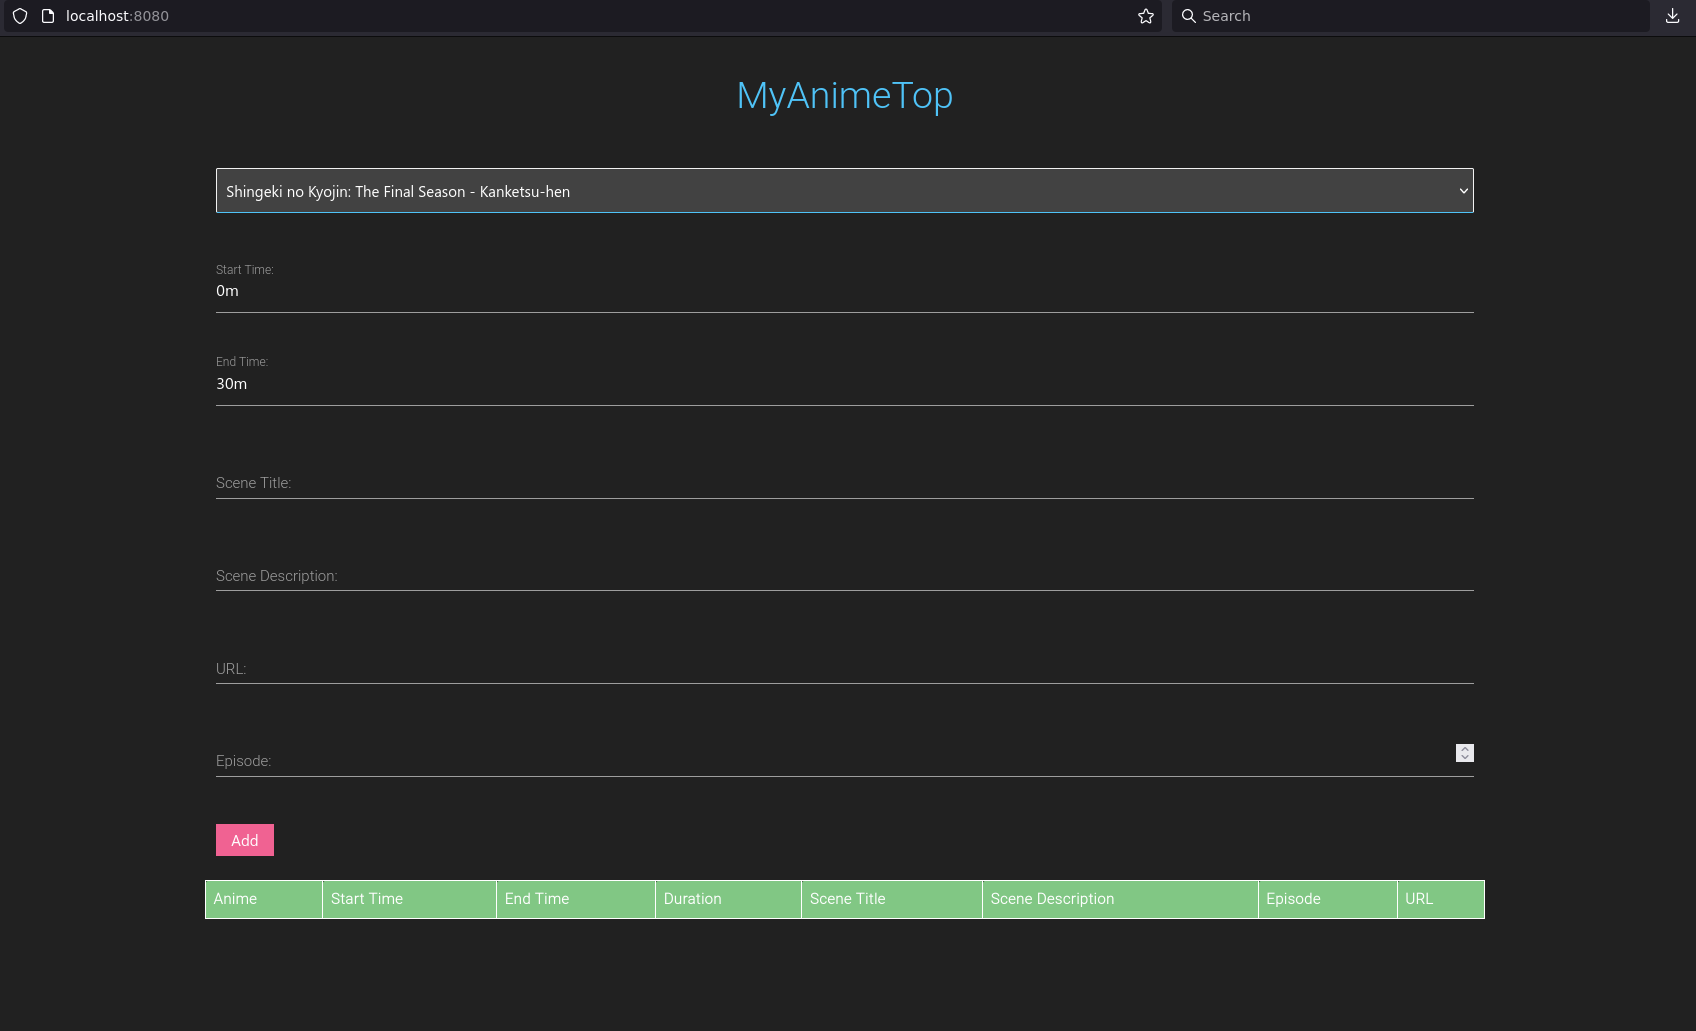 localhost:8080
Search
MyAnimeTop
Shingeki no Kyojin: The Final Season - Kanketsu-hen
Start Time:
0m
End Time:
30m
Scene Title:
Scene Description:
URL:
Episode:
Add
Anime Start Time End Time Duration Scene Title Scene Description Episode URL